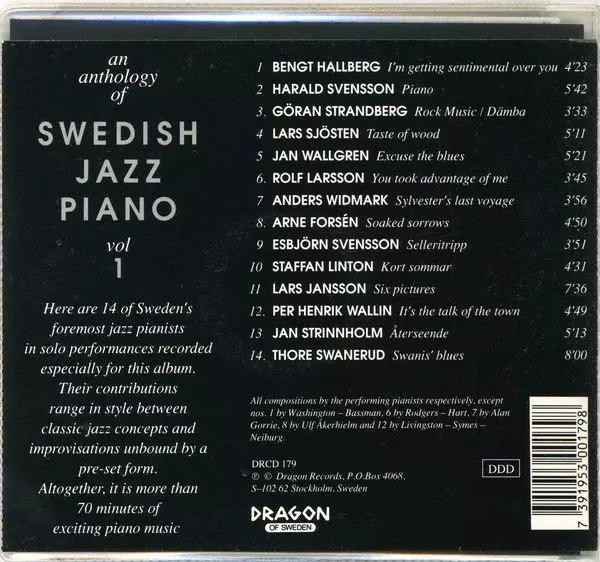 an
anthology
of
SWEDISH
JAZZ
PIANO
vol
1
Here are 14 of Sweden's
foremost jazz pianists
in solo performances recorded
especially for this album.
Their contributions
range in style between
classic jazz concepts and
improvisations unbound by a
pre-set form.
Altogether, it is more than
70 minutes of
exciting piano music
1 BENGT HALLBERG I'm getting sentimental over you 4'23
2 HARALD SVENSSON Piano 5'42
3. GÖRAN STRANDBERG Rock Music / Dämba 3'33
4 LARS SJÖSTEN Taste of wood 5'11
5 JAN WALLGREN Excuse the blues 5'21
6. ROLF LARSSON You took advantage of me 3'45
7 ANDERS WIDMARK Sylvester's last voyage 3'56
8. ARNE FORSÉN Soaked sorrows 4'50
9 ESBJÖRN SVENSSON Selleritripp 3'51
10 STAFFAN LINTON Kort sommar 4'31
11 LARS JANSSON Six pictures 7'36
12. PER HENRIK WALLIN It's the talk of the town 4'49
13 JAN STRINNHOLM Återseende 5'13
14. THORE SWANERUD Swanis' blues 8'00
All compositions by the performing pianists respectively, except
nos. 1 by Washington – Bassman, 6 by Rodgers – Hart, 7 by Alan
Gorrie, 8 by Ulf Åkerhielm and 12 by Livingston – Symes –
Neiburg.
DRCD 179
℗ © Dragon Records, P.O.Box 4068,
S–102 62 Stockholm, Sweden
DDD
DRAGON
OF SWEDEN
7 391953 001798